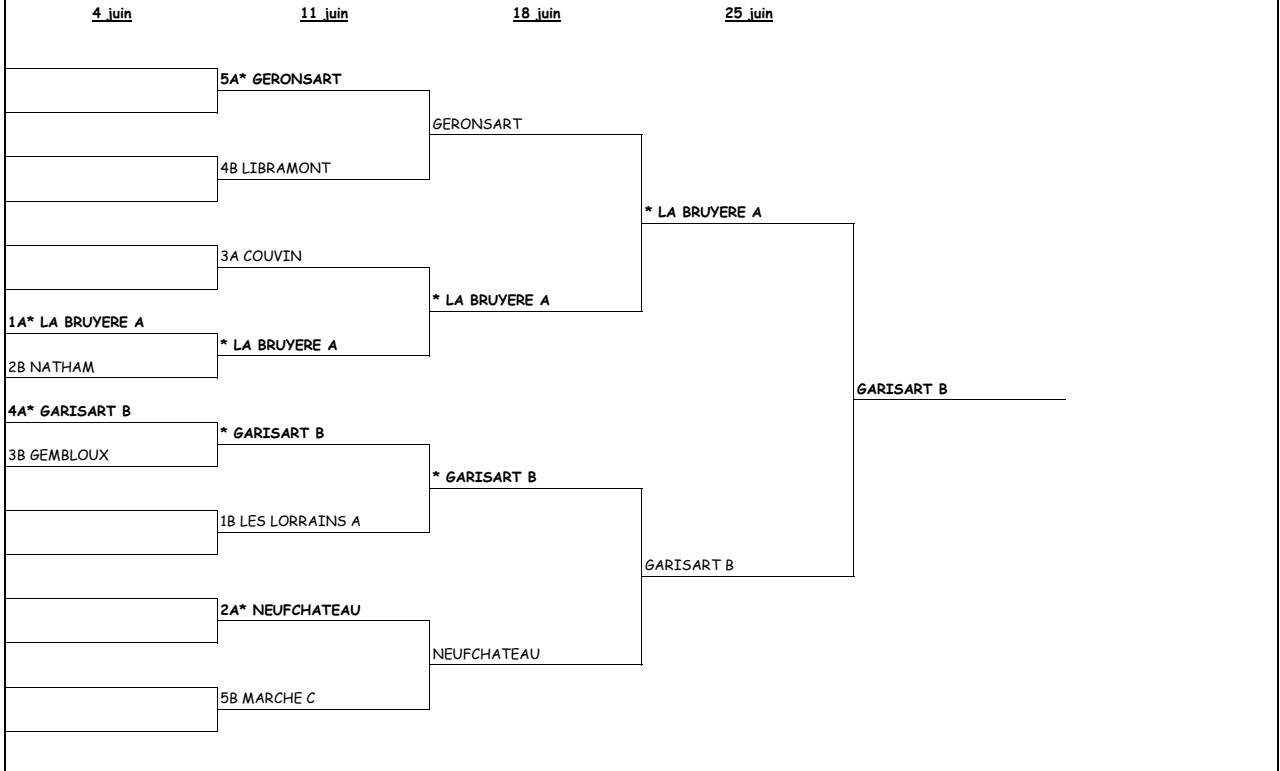 4 juin 11 juin 18 juin 25 juin
5A* GERONSART
GERONSART
4B LIBRAMONT
* LA BRUYERE A
3A COUVIN
* LA BRUYERE A
1A* LA BRUYERE A
* LA BRUYERE A
2B NATHAM
GARISART B
4A* GARISART B
* GARISART B
3B GEMBLOUX
* GARISART B
1B LES LORRAINS A
GARISART B
2A* NEUFCHATEAU
NEUFCHATEAU
5B MARCHE C